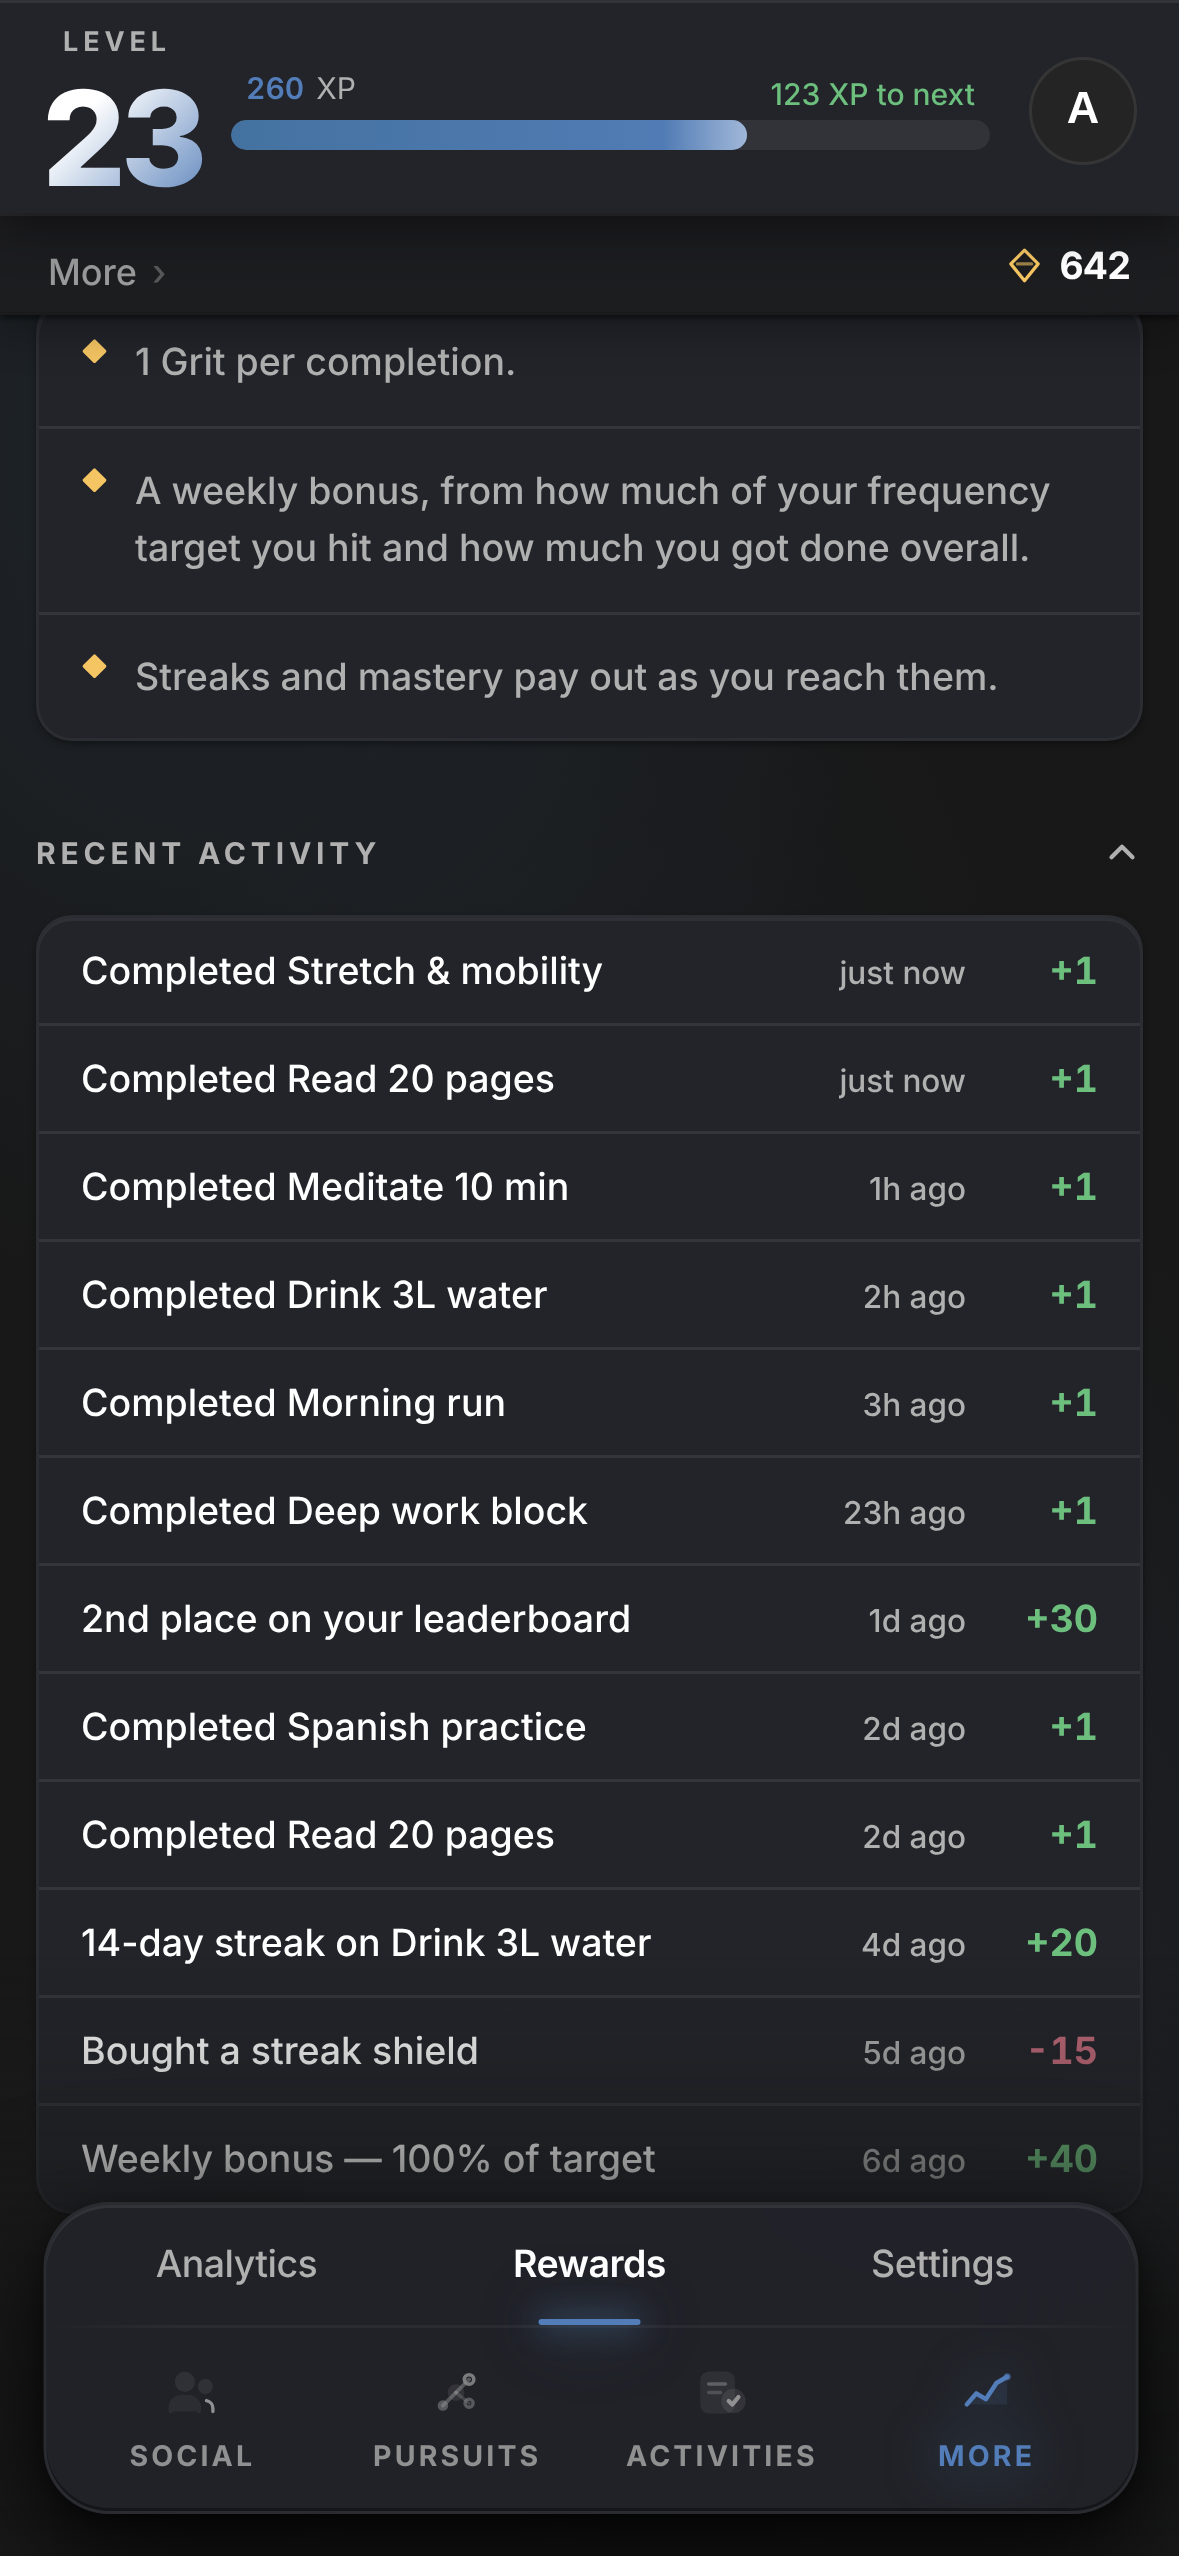 LEVEL
23
260 XP
123 XP to next
A
More ›
642
1 Grit per completion.
A weekly bonus, from how much of your frequency
target you hit and how much you got done overall.
Streaks and mastery pay out as you reach them.
RECENT ACTIVITY
Completed Stretch & mobility just now +1
Completed Read 20 pages just now +1
Completed Meditate 10 min 1h ago +1
Completed Drink 3L water 2h ago +1
Completed Morning run 3h ago +1
Completed Deep work block 23h ago +1
2nd place on your leaderboard 1d ago +30
Completed Spanish practice 2d ago +1
Completed Read 20 pages 2d ago +1
14-day streak on Drink 3L water 4d ago +20
Bought a streak shield 5d ago -15
Weekly bonus — 100% of target 6d ago +40
Analytics Rewards Settings
SOCIAL PURSUITS ACTIVITIES MORE